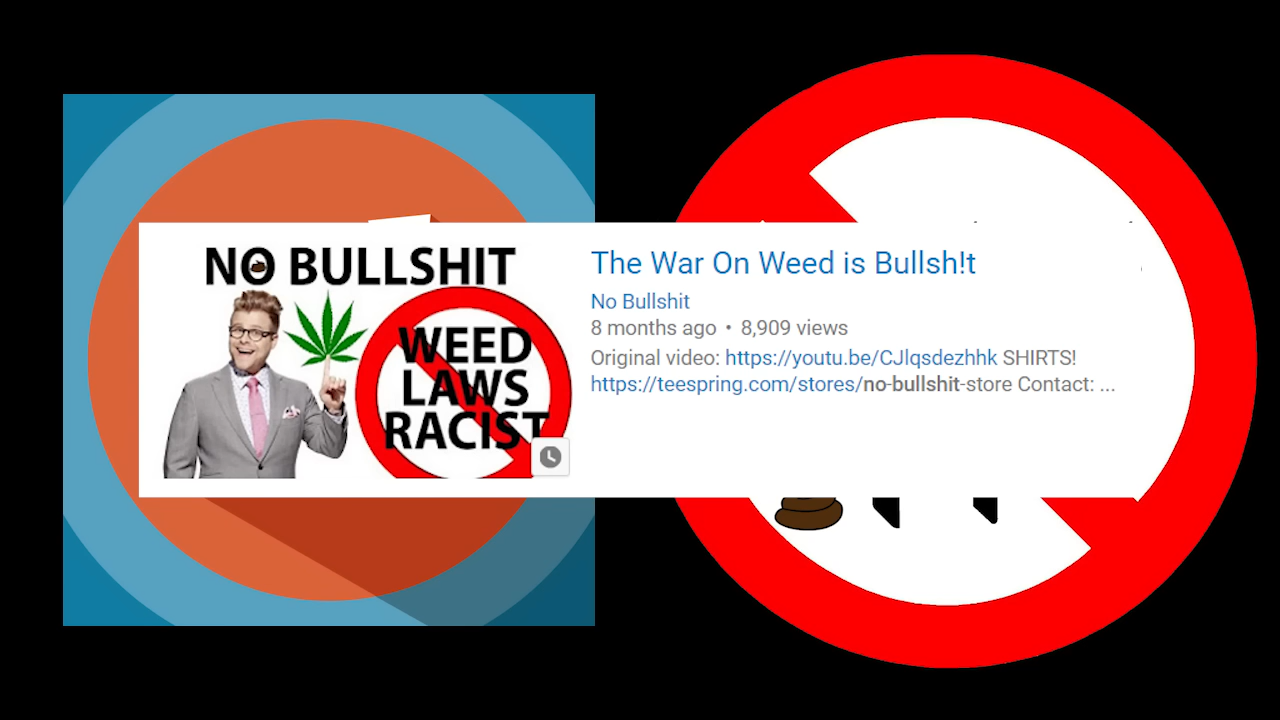 NO BULLSHIT
WEED
LAWS
RACIST
The War On Weed is Bullsh!t
No Bullshit
8 months ago • 8,909 views
Original video: https://youtu.be/CJlqsdezhhk SHIRTS!
https://teespring.com/stores/no-bullshit-store Contact: ...